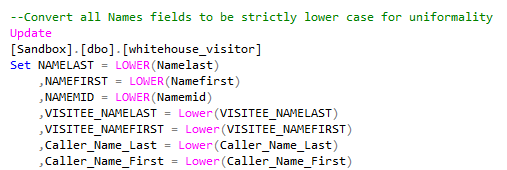 --Convert all Names fields to be strictly lower case for uniformality
Update
[Sandbox].[dbo].[whitehouse_visitor]
Set NAMELAST = LOWER(Namelast)
,NAMEFIRST = LOWER(Namefirst)
,NAMEMID = LOWER(Namemid)
,VISITEE_NAMELAST = Lower(VISITEE_NAMELAST)
,VISITEE_NAMEFIRST = Lower(VISITEE_NAMEFIRST)
,Caller_Name_Last = Lower(Caller_Name_Last)
,Caller_Name_First = Lower(Caller_Name_First)